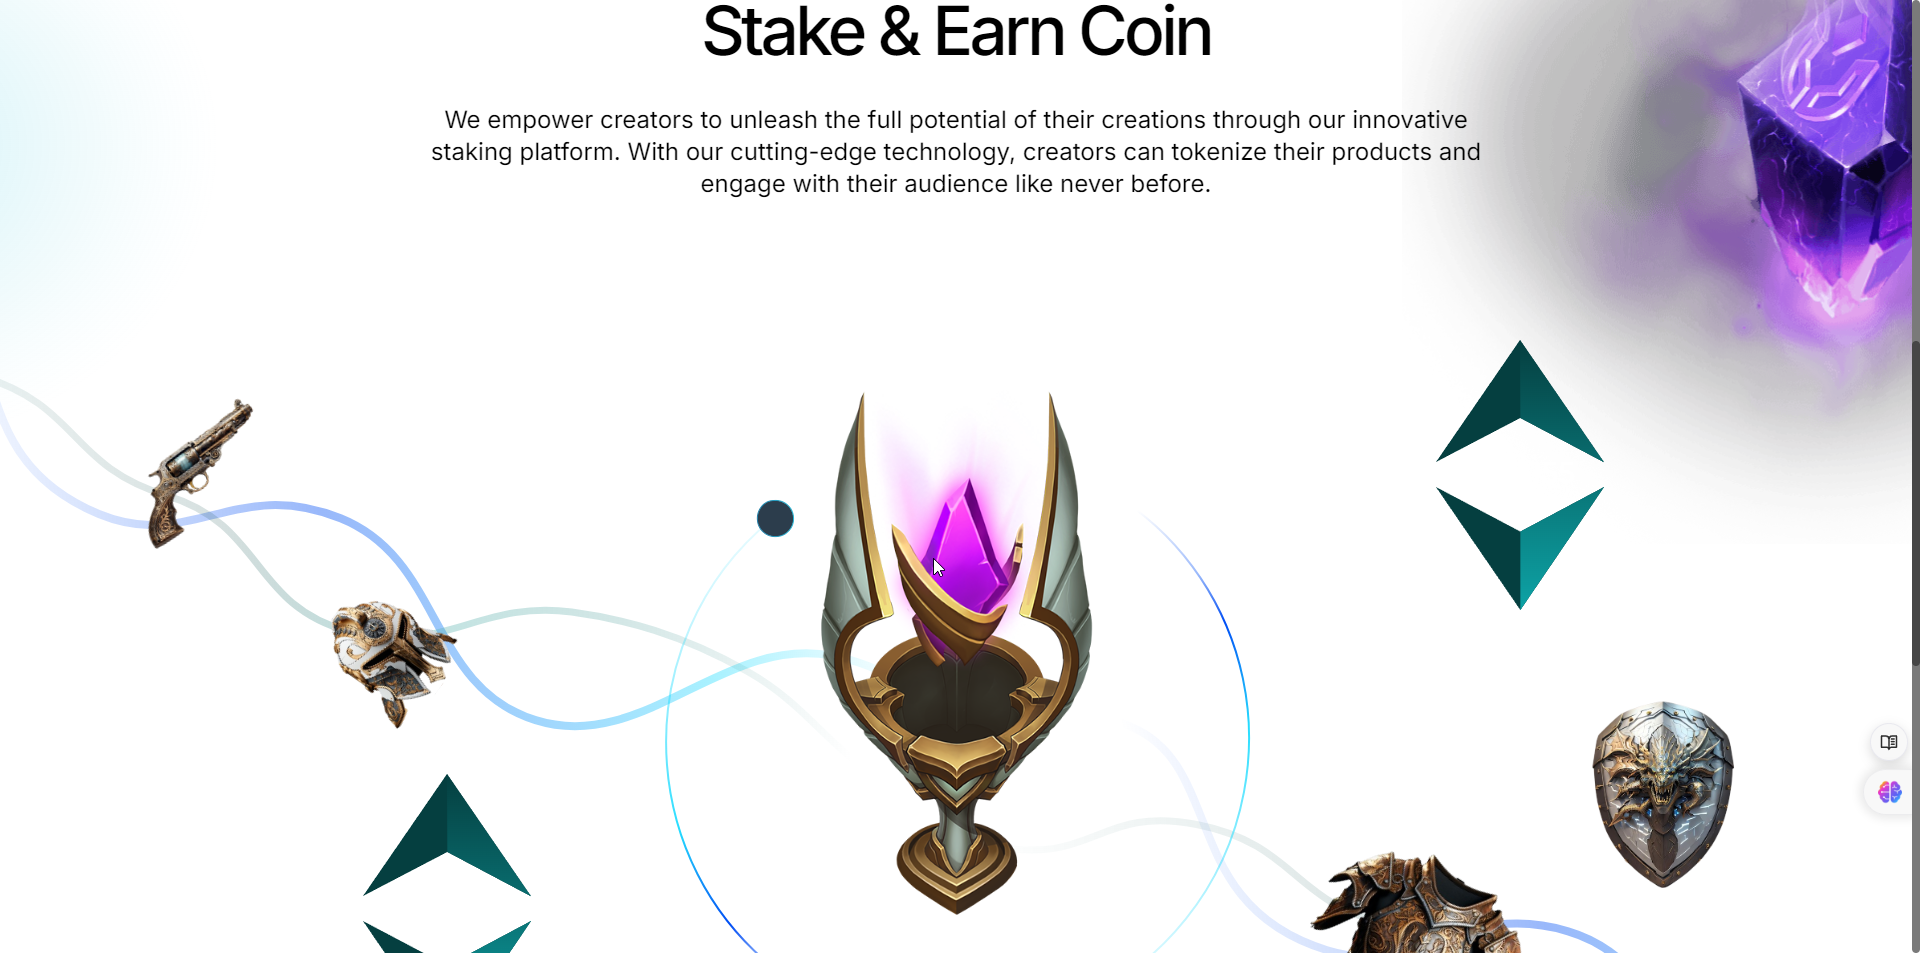 Stake & Earn Coin
We empower creators to unleash the full potential of their creations through our innovative
staking platform. With our cutting-edge technology, creators can tokenize their products and
engage with their audience like never before.